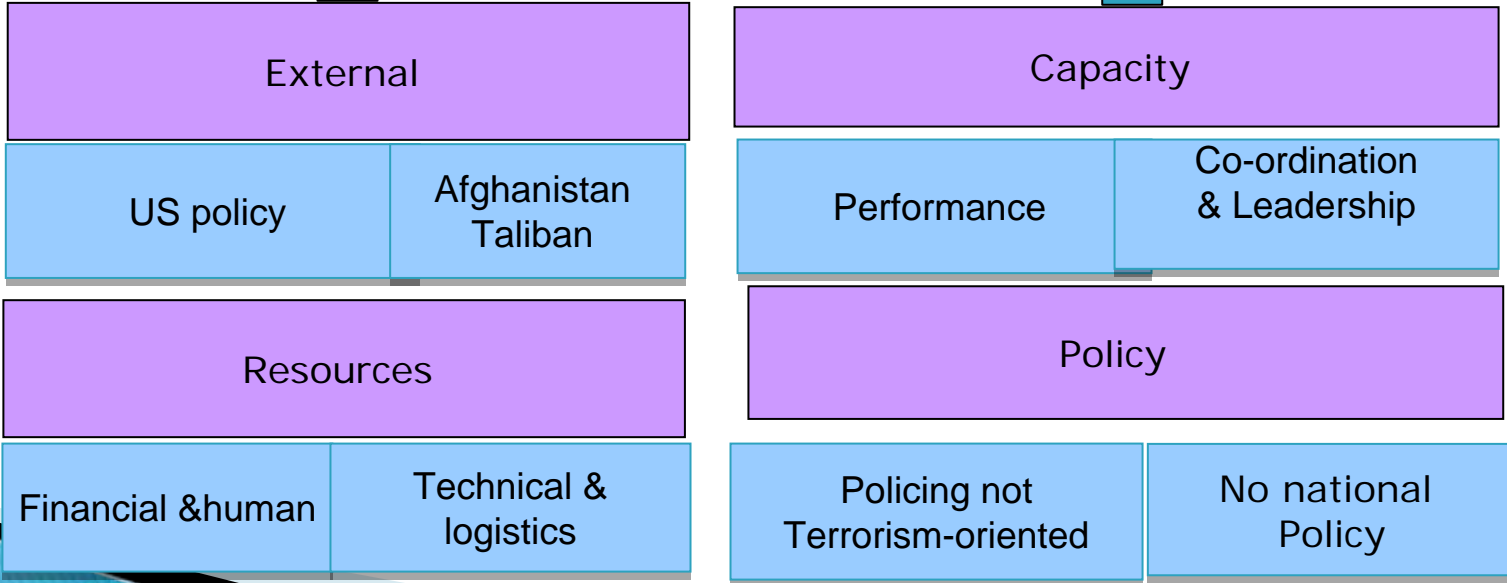 External
Capacity
US policy
Afghanistan
Taliban
Performance
Co-ordination
& Leadership
Resources
Policy
Financial &human
Technical &
logistics
Policing not
Terrorism-oriented
No national
Policy